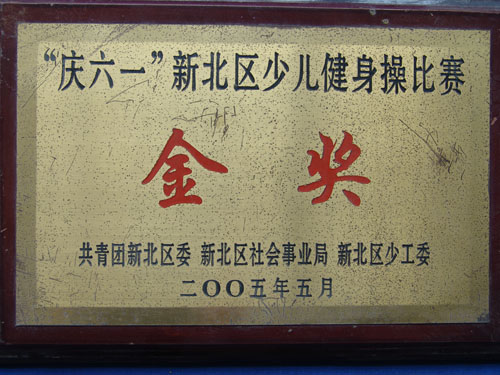 “庆六一”新北区少儿健身操比赛
金奖
共青团新北区委 新北区社会事业局 新北区少工委
二OO五年五月